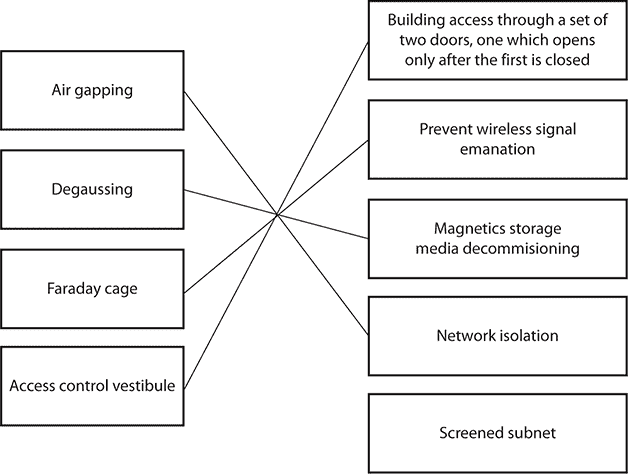 Air gapping
Degaussing
Faraday cage
Access control vestibule
Building access through a set of
two doors, one which opens
only after the first is closed
Prevent wireless signal
emanation
Magnetics storage
media decommisioning
Network isolation
Screened subnet